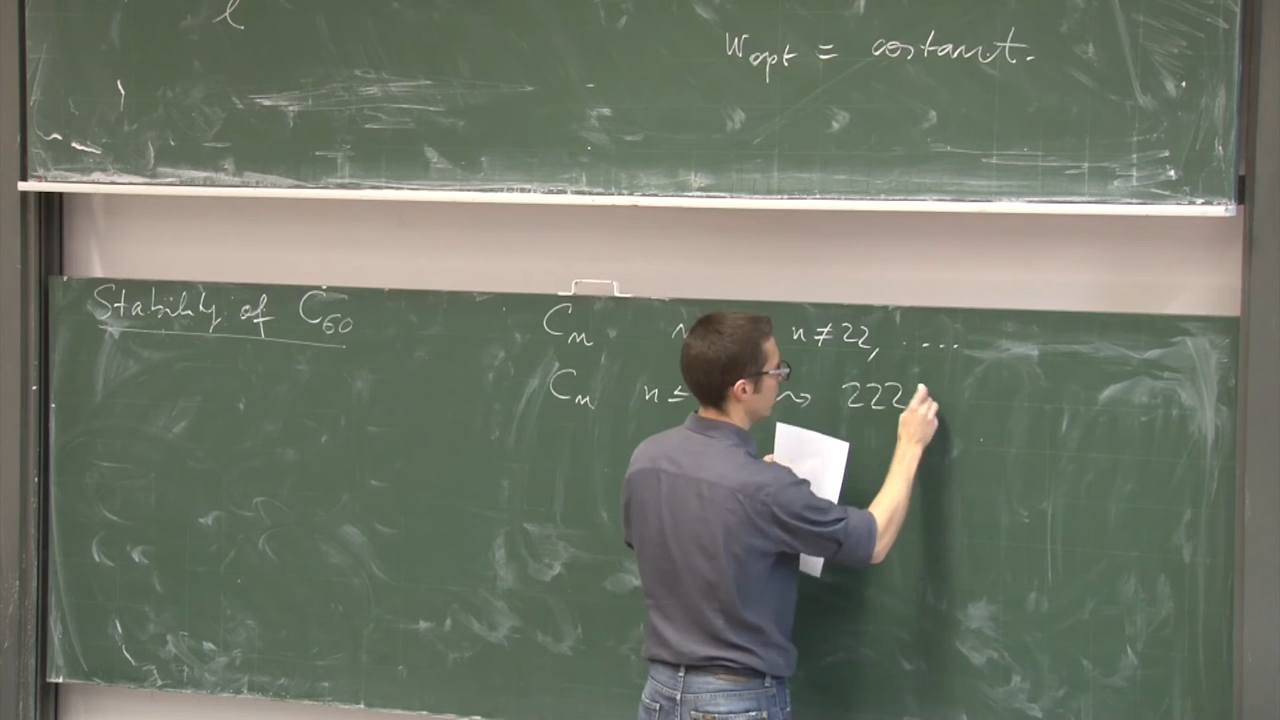 l
Wopt = costant.
Stability of C60
Cn n≠22, ....
Cn n≤ ⇝ 222